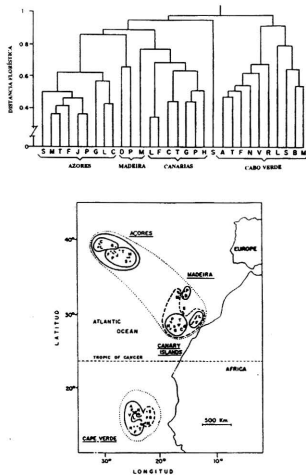 DISTANCIA FLORÍSTICA
1
0.8
0.6
0.4
0.2
0
S M T F J P G L C D P M L F C T G P H S A T F N V R L S B M
AZORES MADEIRA CANARIAS CABO VERDE
AÇORES
EUROPE
MADEIRA
ATLANTIC
OCEAN
CANARY
ISLANDS
TROPIC OF CANCER
AFRICA
CAPE VERDE
500 Km
40°
30°
20°
30° 20° 10°
LATITUD
LONGITUD